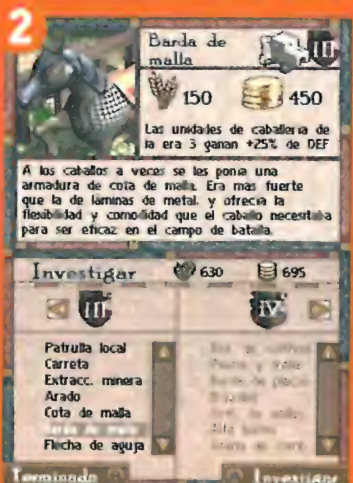 2
Barda de
malla
III
150
450
Las unidades de caballería de
la era 3 ganan +25% de DEF
A los caballos a veces se les ponía una
armadura de cota de malla. Era más fuerte
que la de láminas de metal, y ofrecía la
flexibilidad y comodidad que el caballo necesitaba
para ser eficaz en el campo de batalla.
Investigar
630
695
III
IV
Patrulla local
Carreta
Extracc. minera
Arado
Cota de malla
Flecha de aguja
Terminado
Investigar